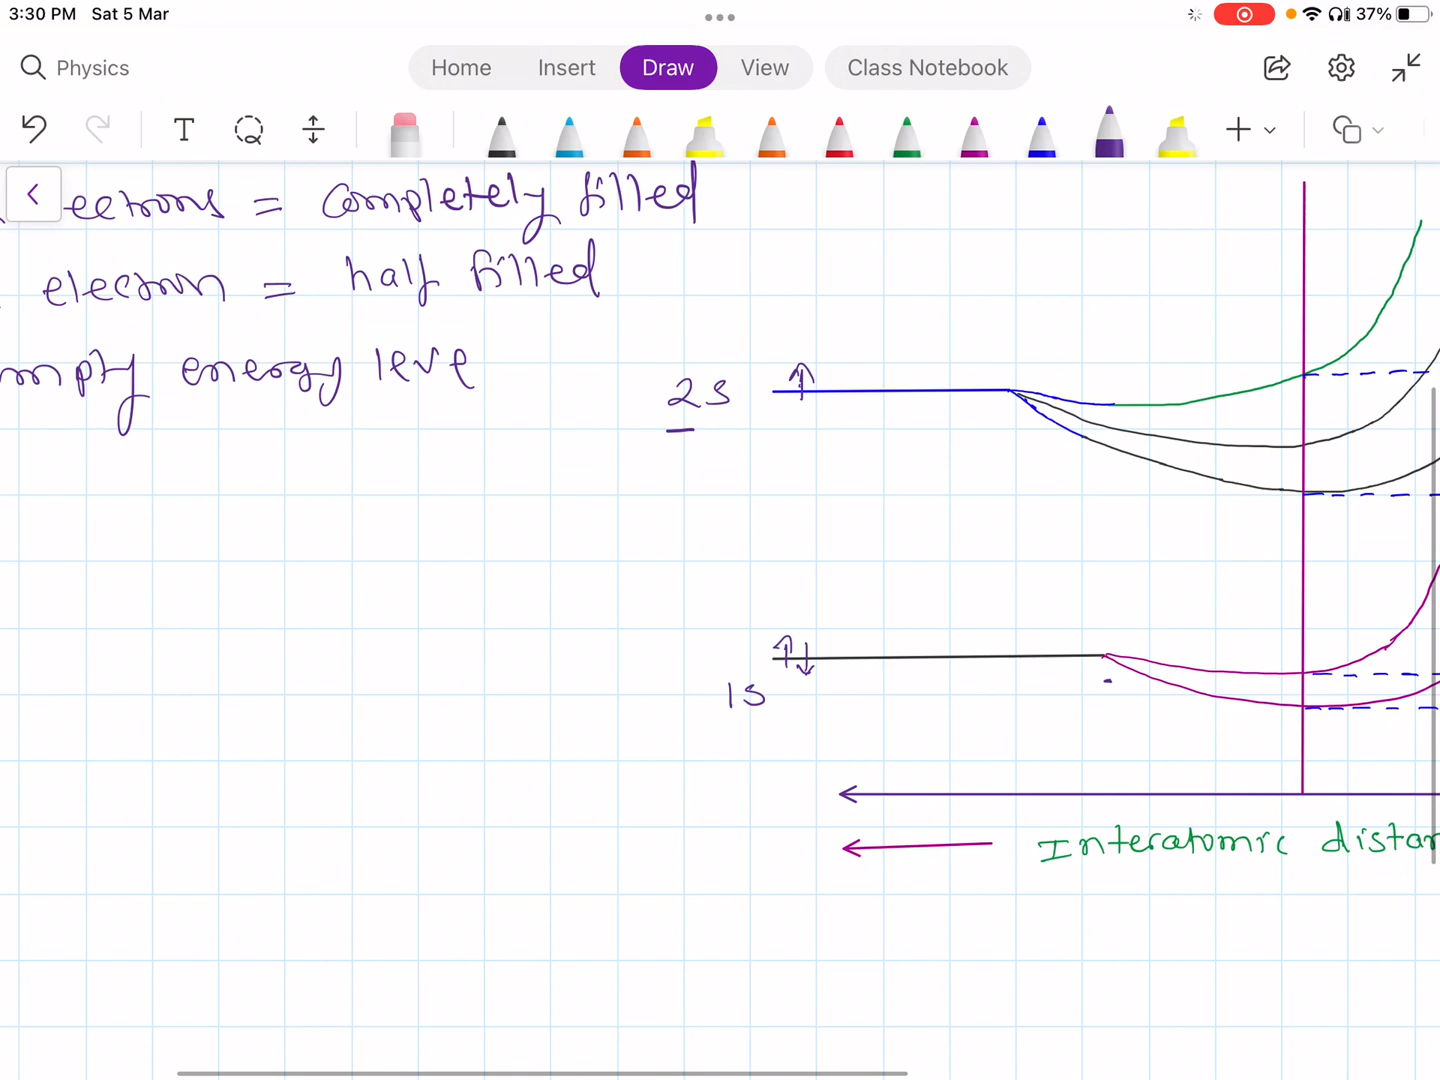 3:30 PM Sat 5 Mar
37%
Physics
Home Insert Draw View Class Notebook
T
eetrons = completely filled
electron = half filled
mpty energy leve
2s
1s
Interatomic distan